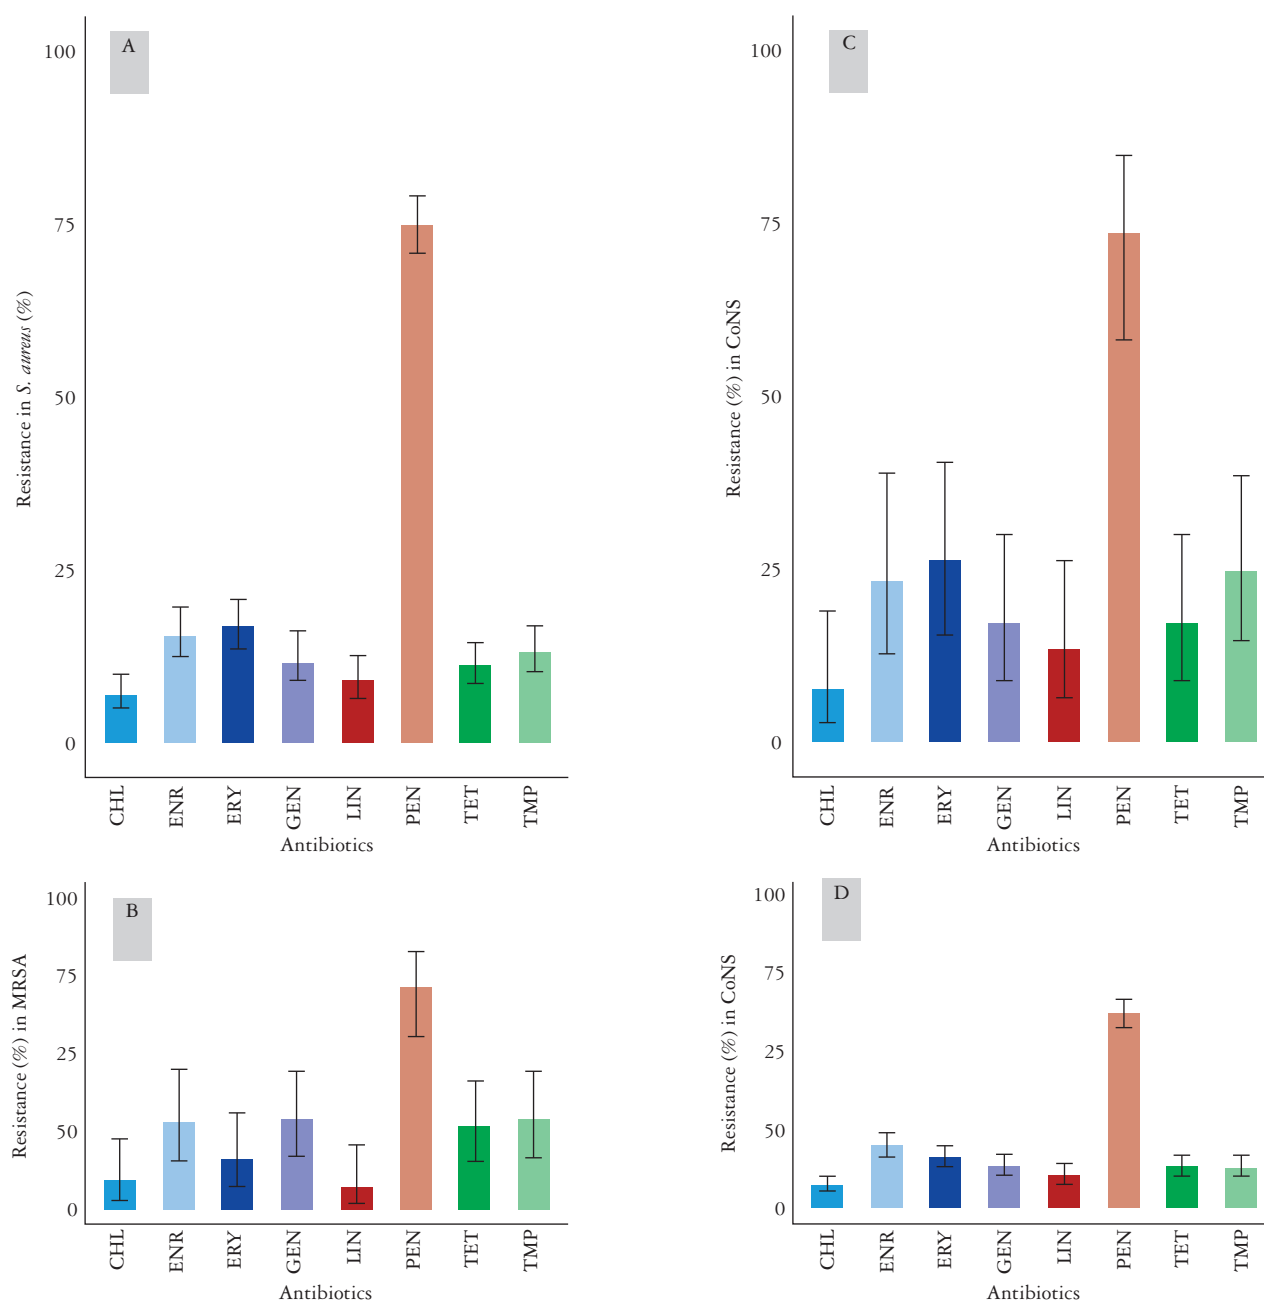 A
100
75
50
25
0
Resistance in S. aureus (%)
CHL
ENR
ERY
GEN
LIN
PEN
TET
TMP
Antibiotics
C
100
75
50
25
0
Resistance (%) in CoNS
CHL
ENR
ERY
GEN
LIN
PEN
TET
TMP
Antibiotics
B
100
75
25
50
0
Resistance (%) in MRSA
CHL
ENR
ERY
GEN
LIN
PEN
TET
TMP
Antibiotics
D
100
75
25
50
0
Resistance (%) in CoNS
CHL
ENR
ERY
GEN
LIN
PEN
TET
TMP
Antibiotics